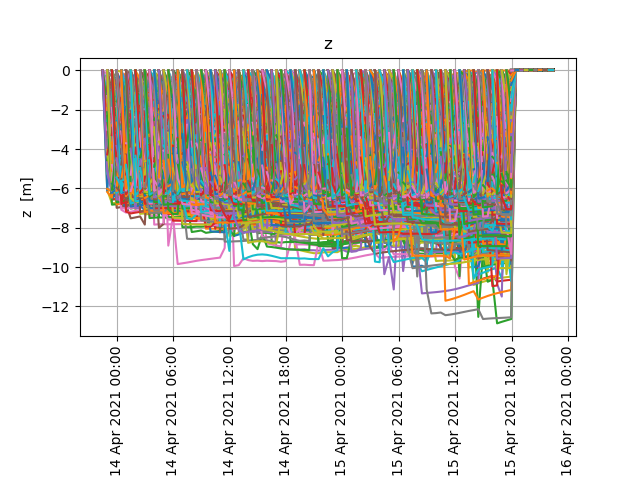 z
0
−2
−4
−6
−8
−10
−12
z [m]
14 Apr 2021 00:00
14 Apr 2021 06:00
14 Apr 2021 12:00
14 Apr 2021 18:00
15 Apr 2021 00:00
15 Apr 2021 06:00
15 Apr 2021 12:00
15 Apr 2021 18:00
16 Apr 2021 00:00